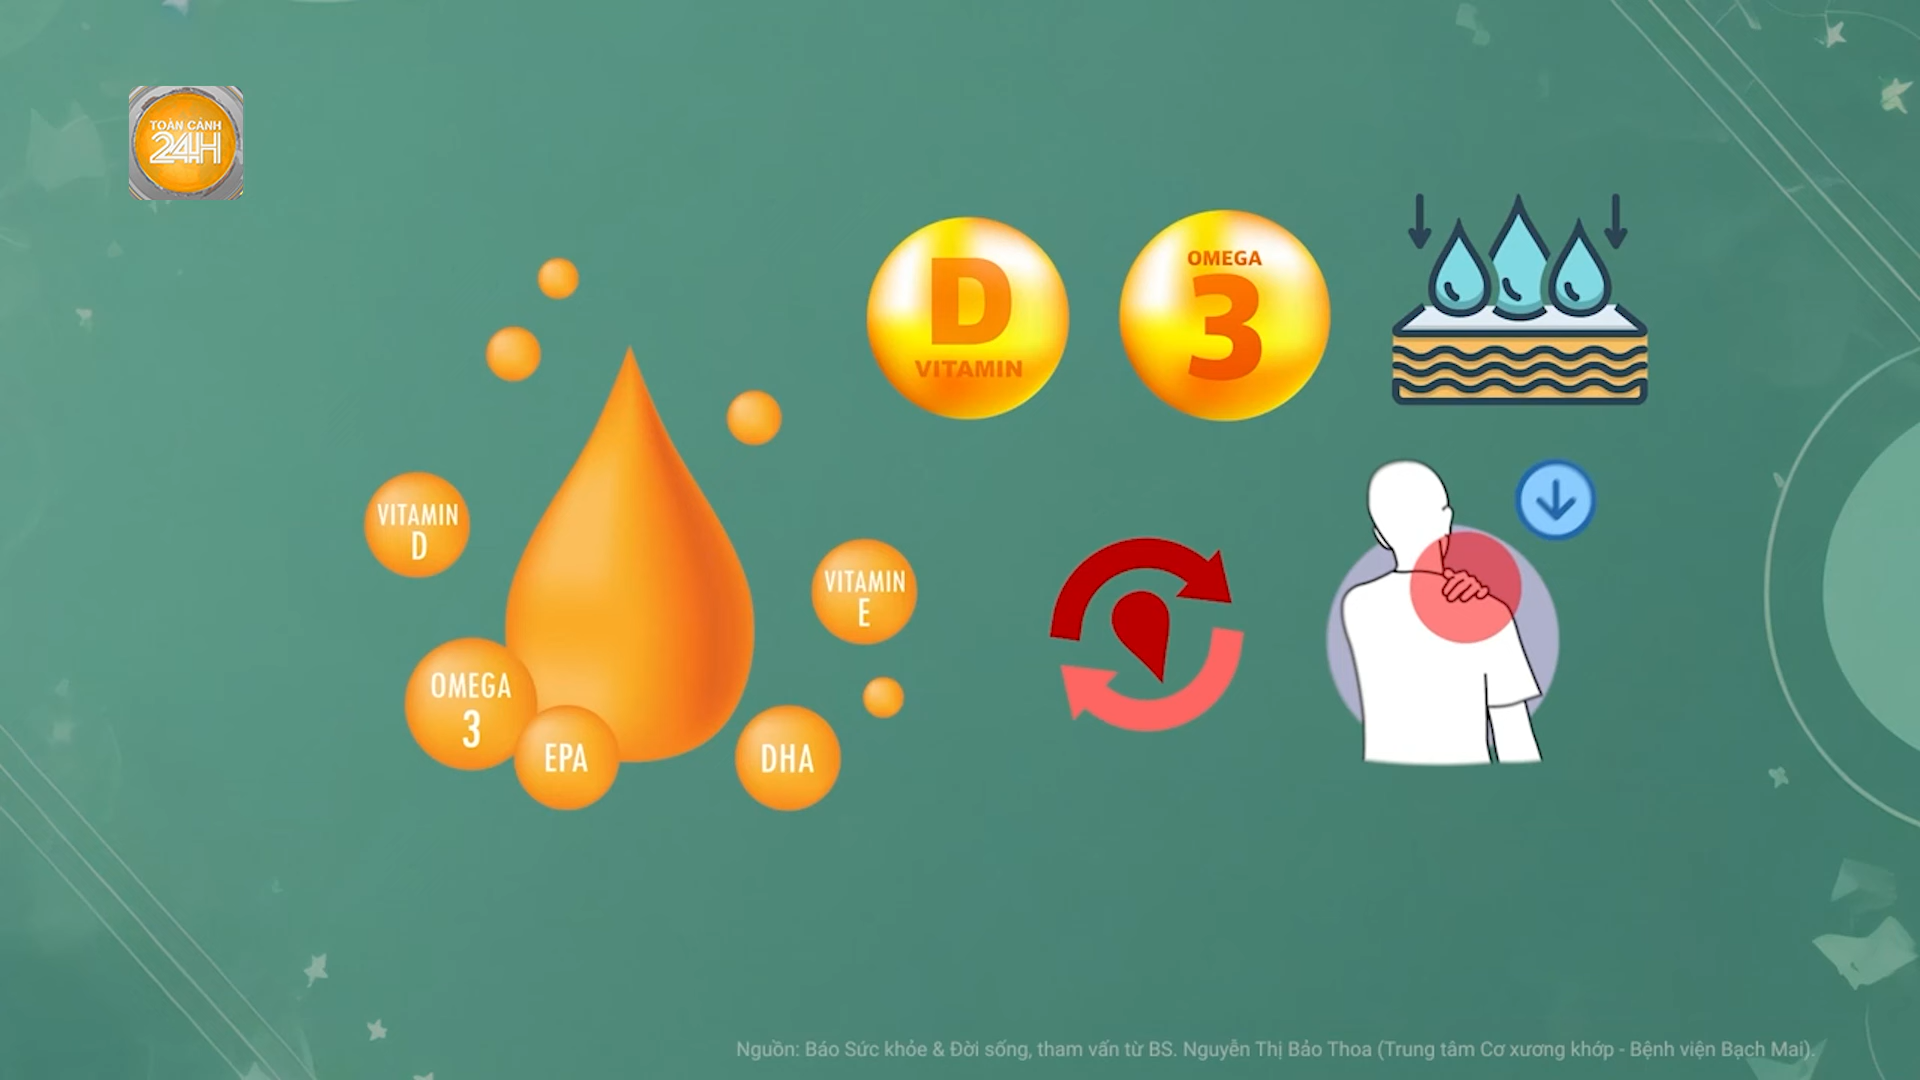 TOÀN CẢNH
24H
D
VITAMIN
OMEGA
3
VITAMIN
D
VITAMIN
E
OMEGA
3
EPA
DHA
Nguồn: Báo Sức khỏe & Đời sống, tham vấn từ BS. Nguyễn Thị Bảo Thoa (Trung tâm Cơ xương khớp - Bệnh viện Bạch Mai).